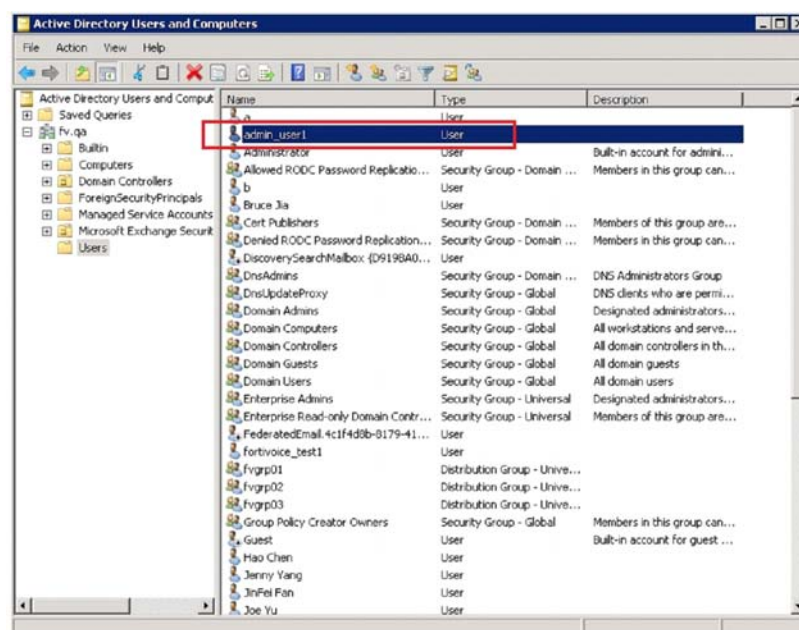 Active Directory Users and Computers
File Action View Help
Active Directory Users and Comput
Saved Queries
fv.qa
Builtin
Computers
Domain Controllers
ForeignSecurityPrincipals
Managed Service Accounts
Microsoft Exchange Securit
Users
Name Type Description
a User
admin_user1 User
Administrator User Built-in account for admini...
Allowed RODC Password Replicatio... Security Group - Domain ... Members in this group can...
b User
Bruce Jia User
Cert Publishers Security Group - Domain ... Members of this group are...
Denied RODC Password Replication... Security Group - Domain ... Members in this group can...
DiscoverySearchMailbox {D919BA0... User
DnsAdmins Security Group - Domain ... DNS Administrators Group
DnsUpdateProxy Security Group - Global DNS clients who are permi...
Domain Admins Security Group - Global Designated administrators...
Domain Computers Security Group - Global All workstations and serve...
Domain Controllers Security Group - Global All domain controllers in th...
Domain Guests Security Group - Global All domain guests
Domain Users Security Group - Global All domain users
Enterprise Admins Security Group - Universal Designated administrators...
Enterprise Read-only Domain Contr... Security Group - Universal Members of this group are...
FederatedEmail.4c1f4d8b-8179-41... User
fortivoice_test1 User
fvgrp01 Distribution Group - Unive...
fvgrp02 Distribution Group - Unive...
fvgrp03 Distribution Group - Unive...
Group Policy Creator Owners Security Group - Global Members in this group can...
Guest User Built-in account for guest ...
Hao Chen User
Jenny Yang User
JinFei Fan User
Joe Yu User